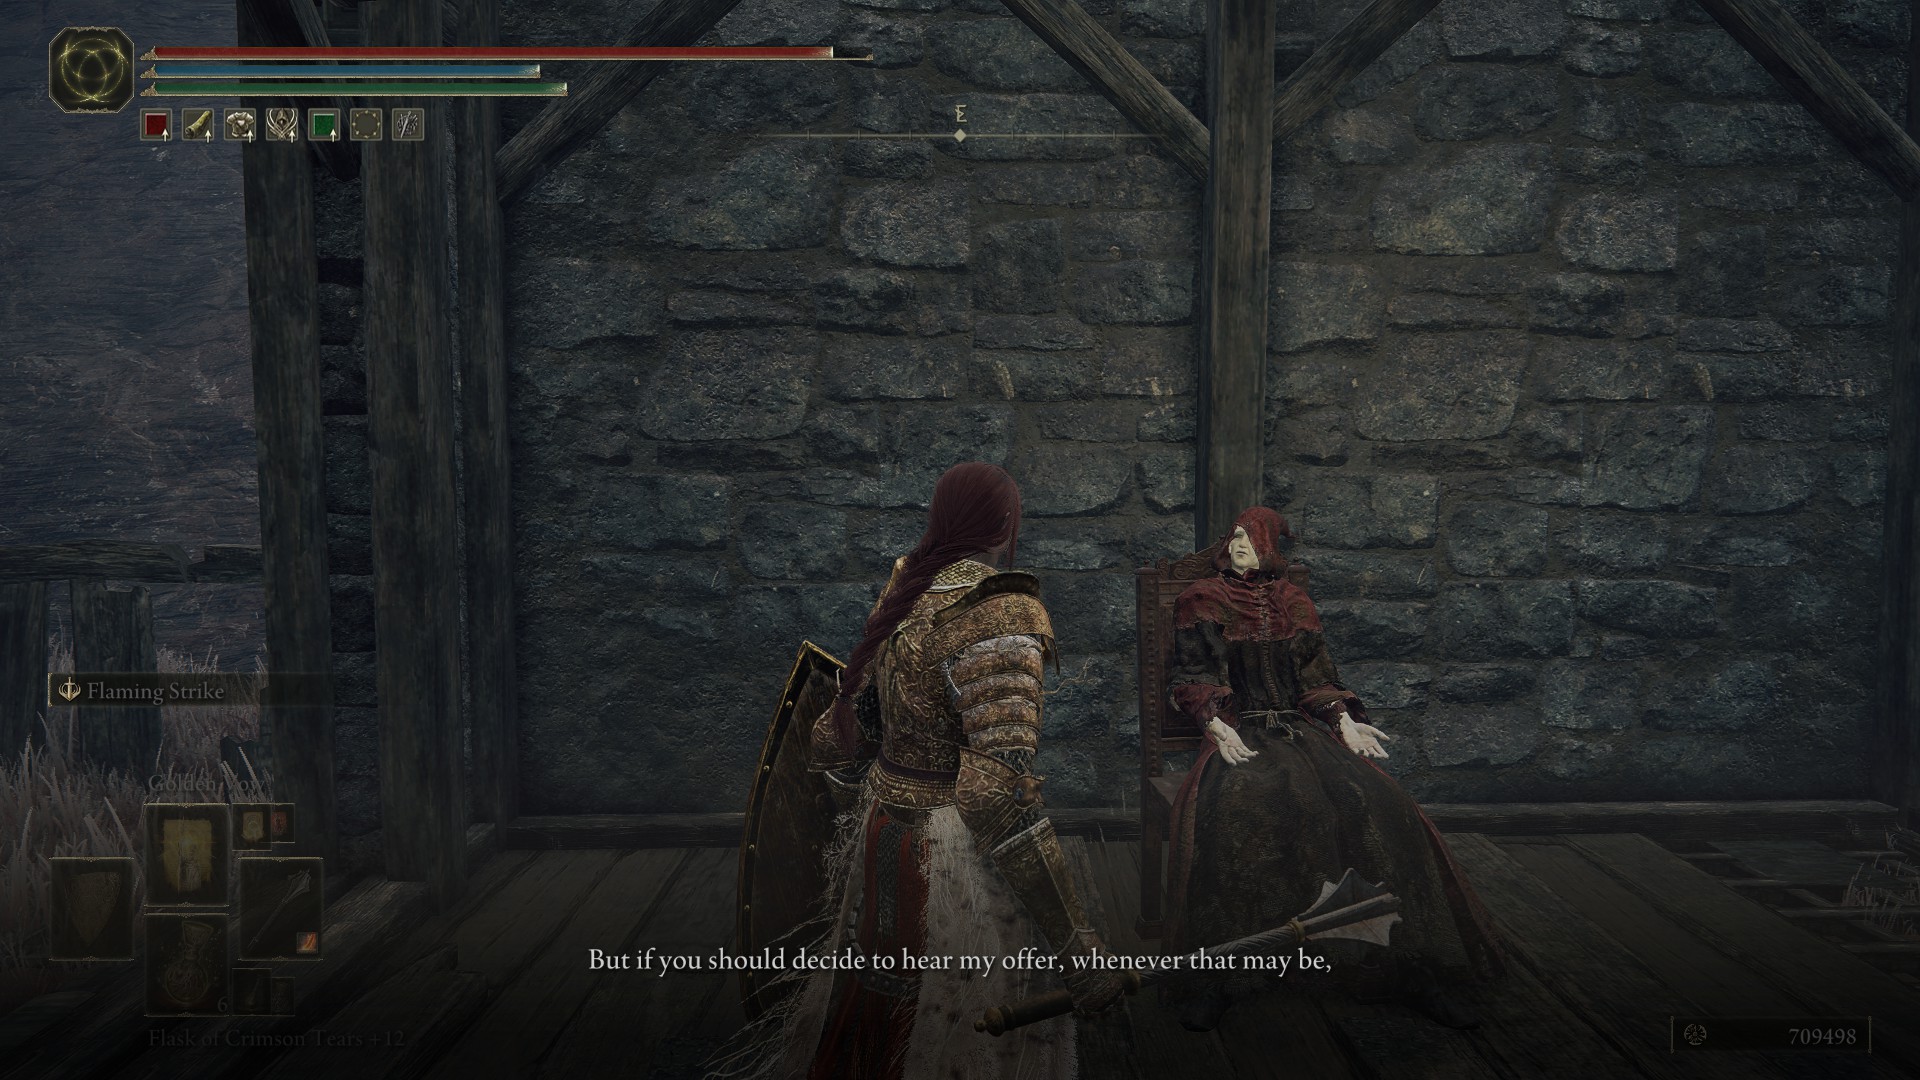 E
Flaming Strike
Golden Vow
6
Flask of Crimson Tears +12
But if you should decide to hear my offer, whenever that may be,
709498